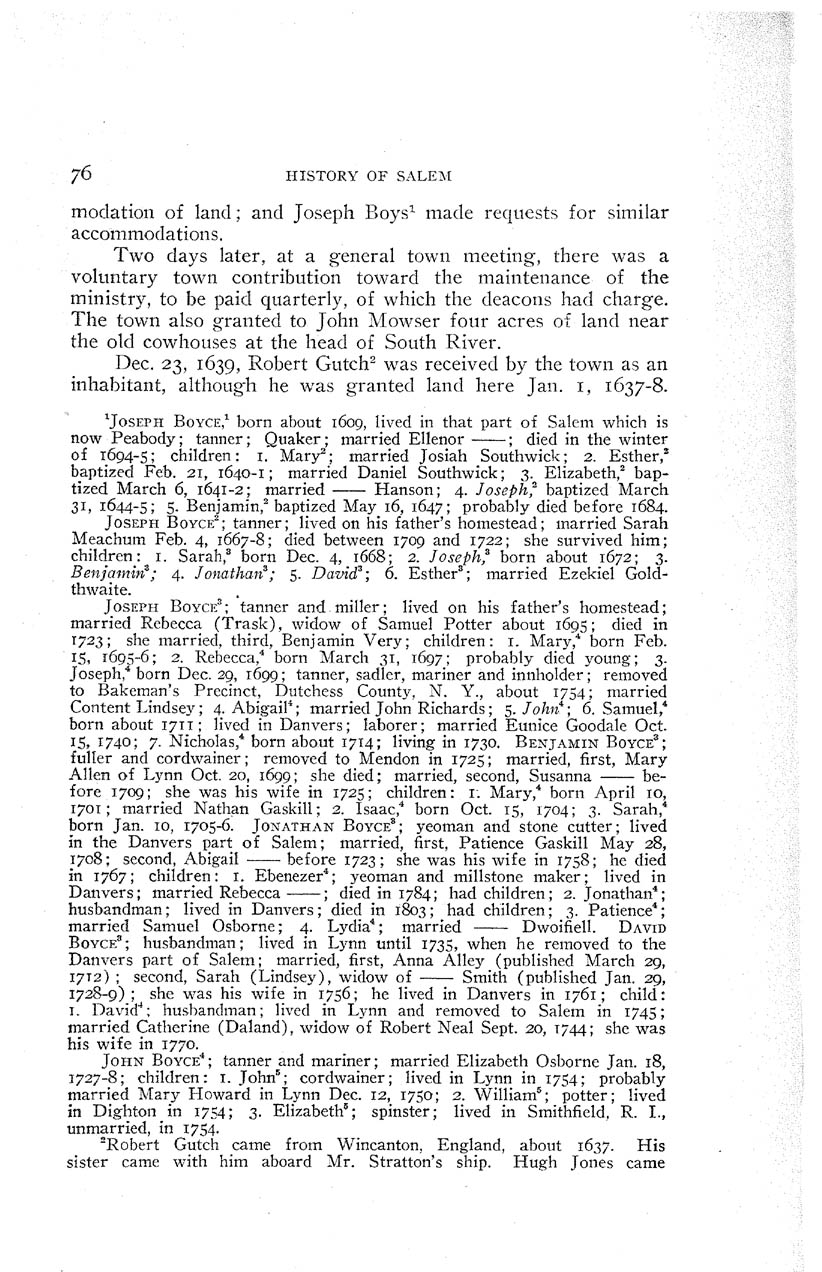 76 HISTORY OF SALEM
modation of land; and Joseph Boys¹ made requests for similar
accommodations.
Two days later, at a general town meeting, there was a
voluntary town contribution toward the maintenance of the
ministry, to be paid quarterly, of which the deacons had charge.
The town also granted to John Mowser four acres of land near
the old cowhouses at the head of South River.
Dec. 23, 1639, Robert Gutch² was received by the town as an
inhabitant, although he was granted land here Jan. 1, 1637-8.
¹JOSEPH BOYCE,¹ born about 1609, lived in that part of Salem which is
now Peabody; tanner; Quaker; married Ellenor ——; died in the winter
of 1694-5; children: 1. Mary²; married Josiah Southwick; 2. Esther,²
baptized Feb. 21, 1640-1; married Daniel Southwick; 3. Elizabeth,² bap-
tized March 6, 1641-2; married —— Hanson; 4. Joseph,² baptized March
31, 1644-5; 5. Benjamin,² baptized May 16, 1647; probably died before 1684.
JOSEPH BOYCE²; tanner; lived on his father's homestead; married Sarah
Meachum Feb. 4, 1667-8; died between 1709 and 1722; she survived him;
children: 1. Sarah,³ born Dec. 4, 1668; 2. Joseph,³ born about 1672; 3.
Benjamin³; 4. Jonathan³; 5. David³; 6. Esther³; married Ezekiel Gold-
thwaite.
JOSEPH BOYCE³; tanner and miller; lived on his father's homestead;
married Rebecca (Trask), widow of Samuel Potter about 1695; died in
1723; she married, third, Benjamin Very; children: 1. Mary,⁴ born Feb.
15, 1695-6; 2. Rebecca,⁴ born March 31, 1697; probably died young; 3.
Joseph,⁴ born Dec. 29, 1699; tanner, sadler, mariner and innholder; removed
to Bakeman's Precinct, Dutchess County, N. Y., about 1754; married
Content Lindsey; 4. Abigail⁴; married John Richards; 5. John⁴; 6. Samuel,⁴
born about 1711; lived in Danvers; laborer; married Eunice Goodale Oct.
15, 1740; 7. Nicholas,⁴ born about 1714; living in 1730. BENJAMIN BOYCE³;
fuller and cordwainer; removed to Mendon in 1725; married, first, Mary
Allen of Lynn Oct. 20, 1699; she died; married, second, Susanna —— be-
fore 1709; she was his wife in 1725; children: 1. Mary,⁴ born April 10,
1701; married Nathan Gaskill; 2. Isaac,⁴ born Oct. 15, 1704; 3. Sarah,⁴
born Jan. 10, 1705-6. JONATHAN BOYCE³; yeoman and stone cutter; lived
in the Danvers part of Salem; married, first, Patience Gaskill May 28,
1708; second, Abigail —— before 1723; she was his wife in 1758; he died
in 1767; children: 1. Ebenezer⁴; yeoman and millstone maker; lived in
Danvers; married Rebecca ——; died in 1784; had children; 2. Jonathan⁴;
husbandman; lived in Danvers; died in 1803; had children; 3. Patience⁴;
married Samuel Osborne; 4. Lydia⁴; married —— Dwoifiell. DAVID
BOYCE³; husbandman; lived in Lynn until 1735, when he removed to the
Danvers part of Salem; married, first, Anna Alley (published March 29,
1712); second, Sarah (Lindsey), widow of —— Smith (published Jan. 29,
1728-9); she was his wife in 1756; he lived in Danvers in 1761; child:
1. David⁴; husbandman; lived in Lynn and removed to Salem in 1745;
married Catherine (Daland), widow of Robert Neal Sept. 20, 1744; she was
his wife in 1770.
JOHN BOYCE⁴; tanner and mariner; married Elizabeth Osborne Jan. 18,
1727-8; children: 1. John⁵; cordwainer; lived in Lynn in 1754; probably
married Mary Howard in Lynn Dec. 12, 1750; 2. William⁵; potter; lived
in Dighton in 1754; 3. Elizabeth⁵; spinster; lived in Smithfield, R. I.,
unmarried, in 1754.
²Robert Gutch came from Wincanton, England, about 1637. His
sister came with him aboard Mr. Stratton's ship. Hugh Jones came